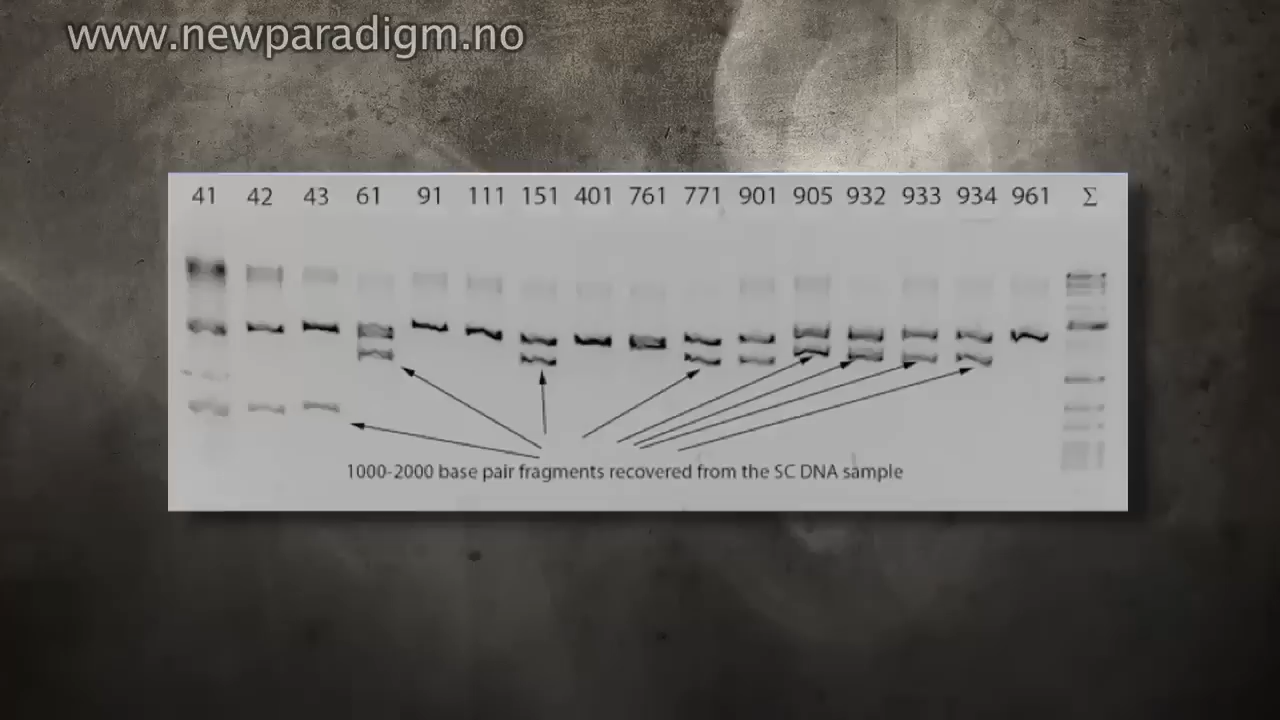 www.newparadigm.no
41 42 43 61 91 111 151 401 761 771 901 905 932 933 934 961 Σ
1000-2000 base pair fragments recovered from the SC DNA sample